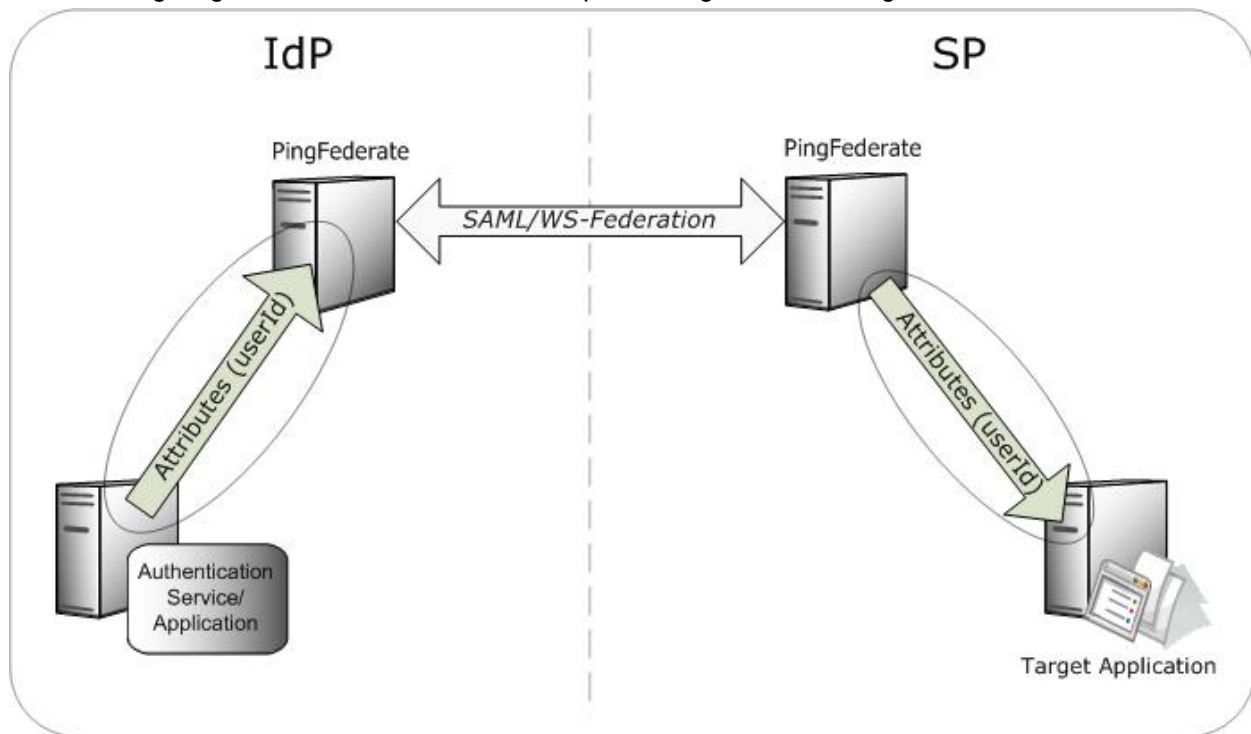 IdP
SP
PingFederate
PingFederate
SAML/WS-Federation
Attributes (userId)
Attributes (userId)
Authentication
Service/
Application
Target Application